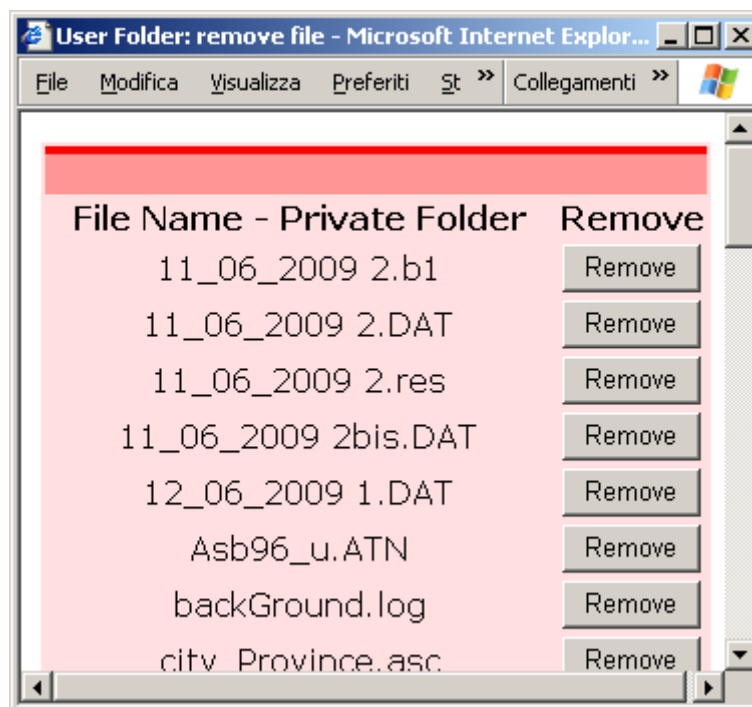 User Folder: remove file - Microsoft Internet Explor...
File Modifica Visualizza Preferiti St » Collegamenti »
File Name - Private Folder Remove
11_06_2009 2.b1 Remove
11_06_2009 2.DAT Remove
11_06_2009 2.res Remove
11_06_2009 2bis.DAT Remove
12_06_2009 1.DAT Remove
Asb96_u.ATN Remove
backGround.log Remove
city_Province.asc Remove